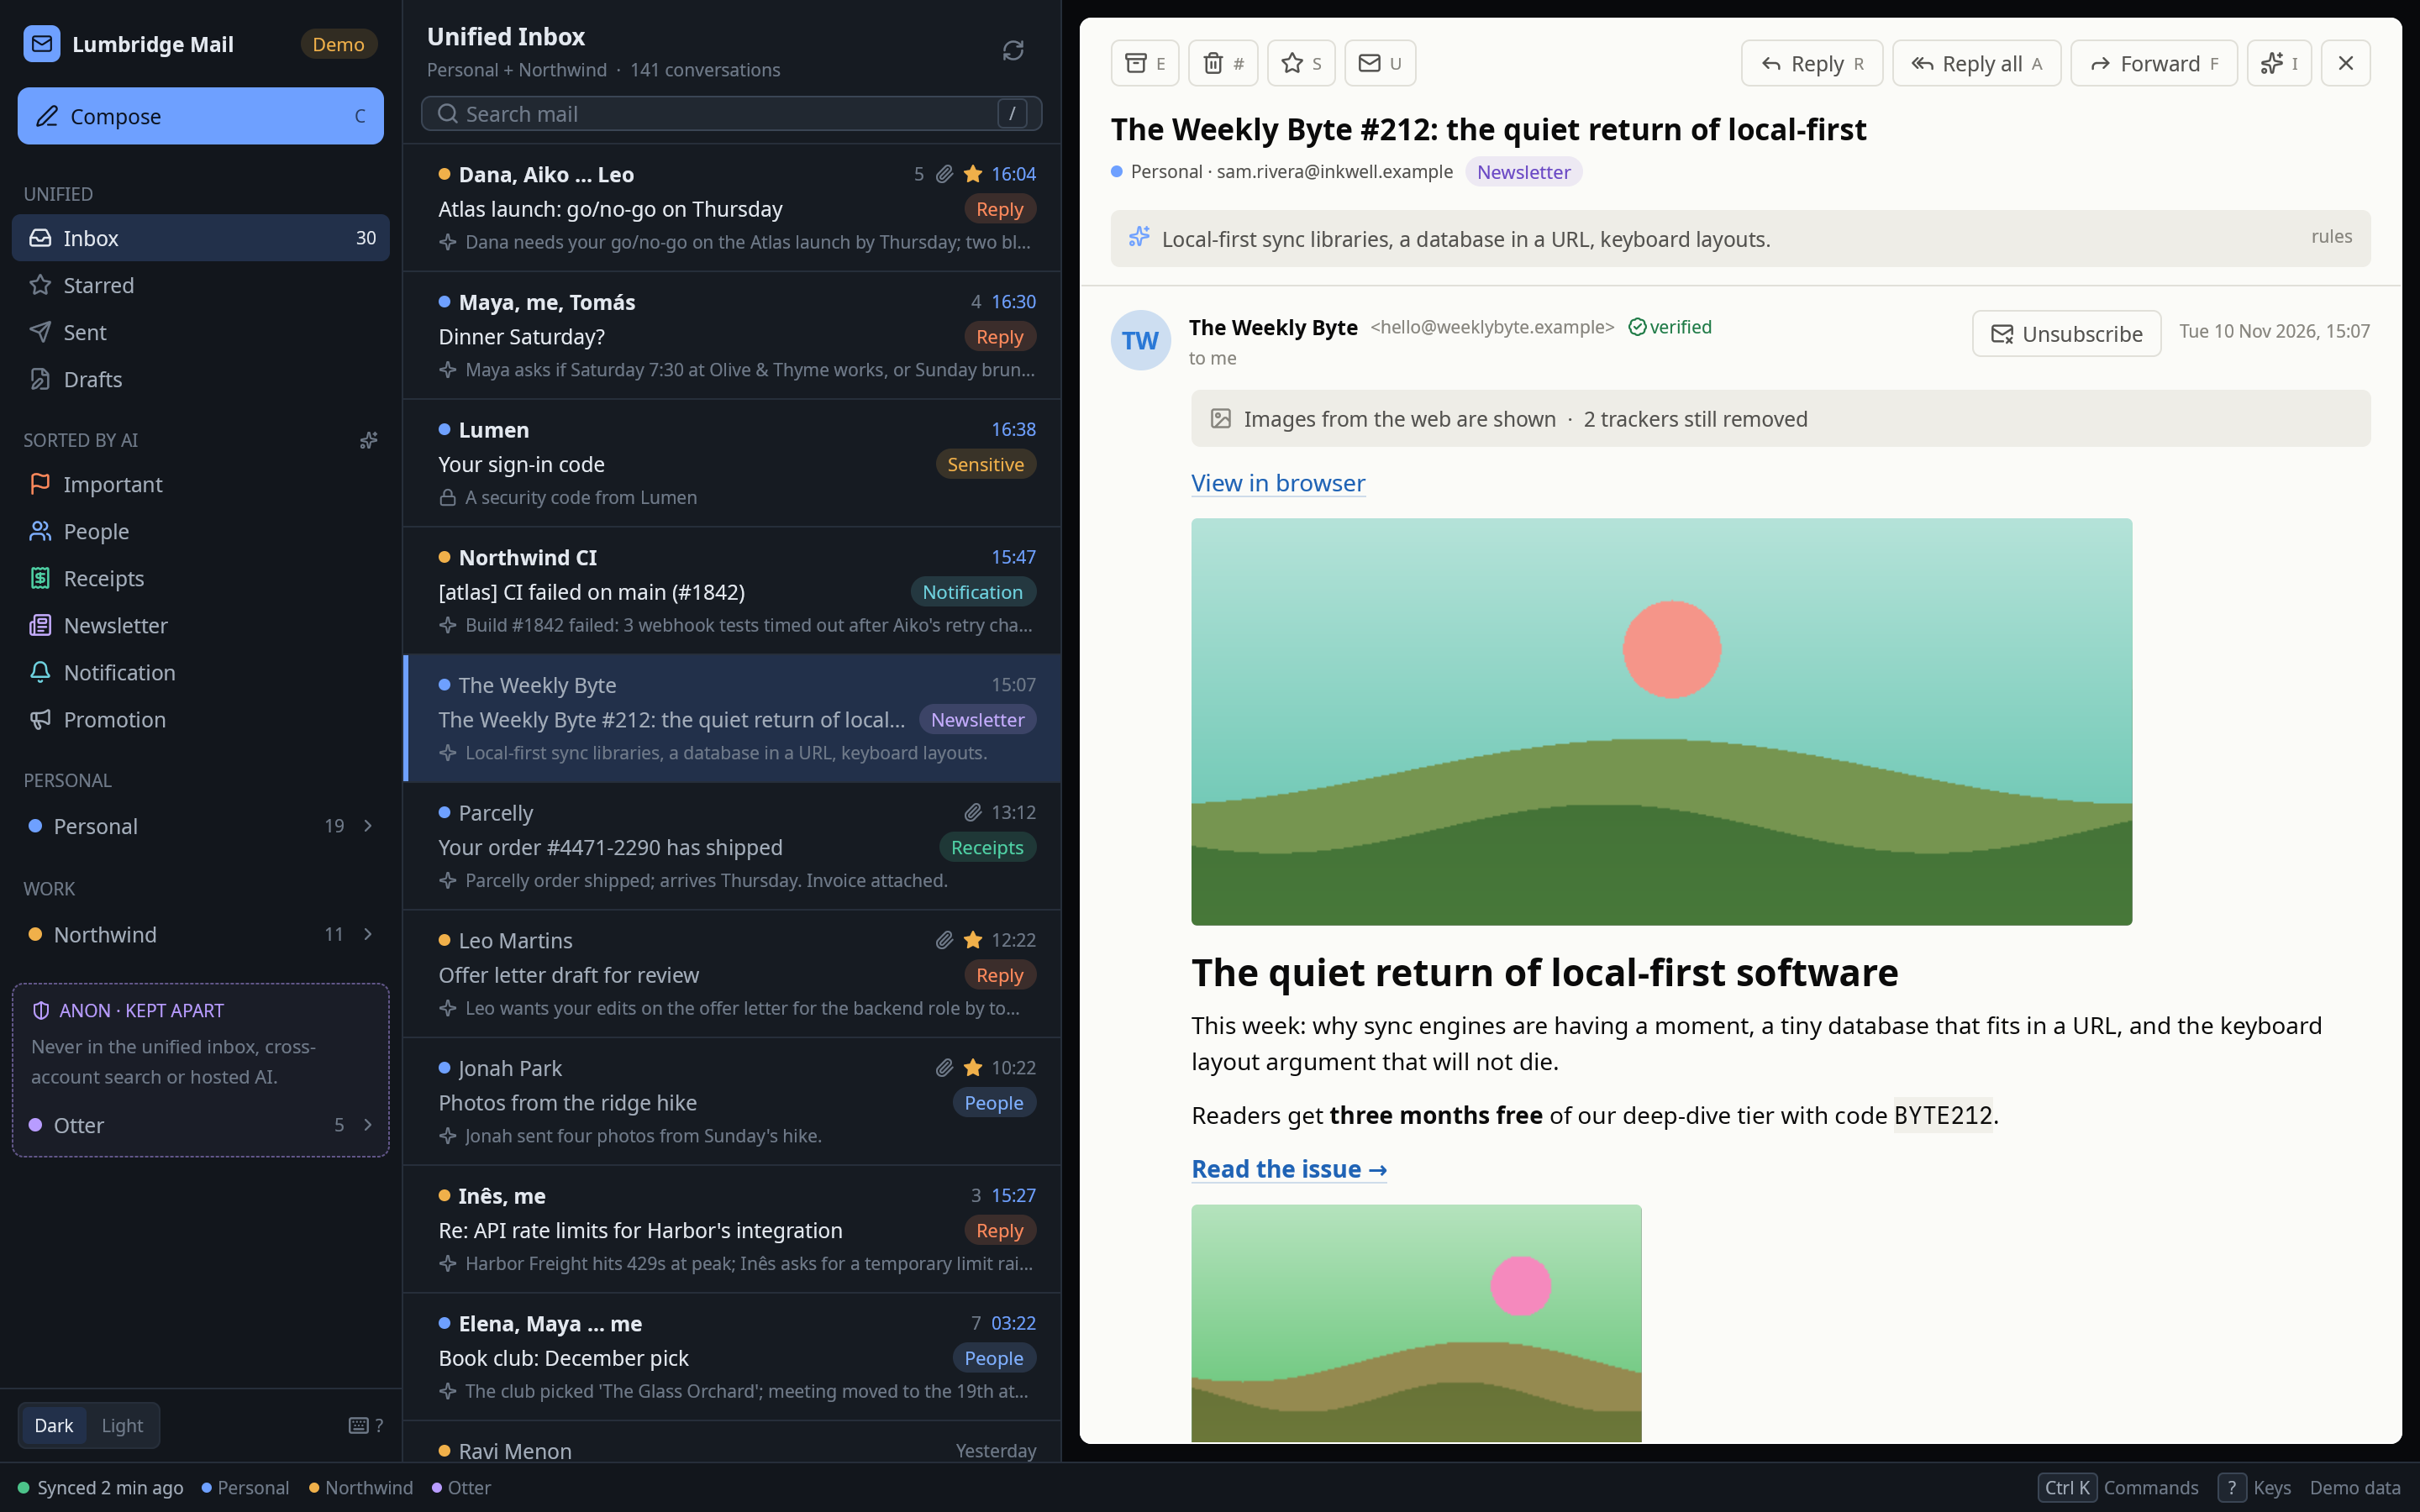 Lumbridge Mail
Demo
Compose C
UNIFIED
Inbox 30
Starred
Sent
Drafts
SORTED BY AI
Important
People
Receipts
Newsletter
Notification
Promotion
PERSONAL
Personal 19
WORK
Northwind 11
ANON · KEPT APART
Never in the unified inbox, cross-
account search or hosted AI.
Otter 5
Dark Light ?
Unified Inbox
Personal + Northwind · 141 conversations
Search mail /
Dana, Aiko ... Leo 5 16:04
Atlas launch: go/no-go on Thursday Reply
Dana needs your go/no-go on the Atlas launch by Thursday; two bl...
Maya, me, Tomás 4 16:30
Dinner Saturday? Reply
Maya asks if Saturday 7:30 at Olive & Thyme works, or Sunday brun...
Lumen 16:38
Your sign-in code Sensitive
A security code from Lumen
Northwind CI 15:47
[atlas] CI failed on main (#1842) Notification
Build #1842 failed: 3 webhook tests timed out after Aiko's retry cha...
The Weekly Byte 15:07
The Weekly Byte #212: the quiet return of local... Newsletter
Local-first sync libraries, a database in a URL, keyboard layouts.
Parcelly 13:12
Your order #4471-2290 has shipped Receipts
Parcelly order shipped; arrives Thursday. Invoice attached.
Leo Martins 12:22
Offer letter draft for review Reply
Leo wants your edits on the offer letter for the backend role by to...
Jonah Park 10:22
Photos from the ridge hike People
Jonah sent four photos from Sunday's hike.
Inês, me 3 15:27
Re: API rate limits for Harbor's integration Reply
Harbor Freight hits 429s at peak; Inês asks for a temporary limit rai...
Elena, Maya ... me 7 03:22
Book club: December pick People
The club picked 'The Glass Orchard'; meeting moved to the 19th at...
Ravi Menon Yesterday
E # S U Reply R Reply all A Forward F I
The Weekly Byte #212: the quiet return of local-first
Personal · sam.rivera@inkwell.example Newsletter
Local-first sync libraries, a database in a URL, keyboard layouts. rules
TW
The Weekly Byte <hello@weeklybyte.example> verified Unsubscribe Tue 10 Nov 2026, 15:07
to me
Images from the web are shown · 2 trackers still removed
View in browser
The quiet return of local-first software
This week: why sync engines are having a moment, a tiny database that fits in a URL, and the keyboard
layout argument that will not die.
Readers get three months free of our deep-dive tier with code BYTE212.
Read the issue →
Synced 2 min ago Personal Northwind Otter
Ctrl K Commands ? Keys Demo data